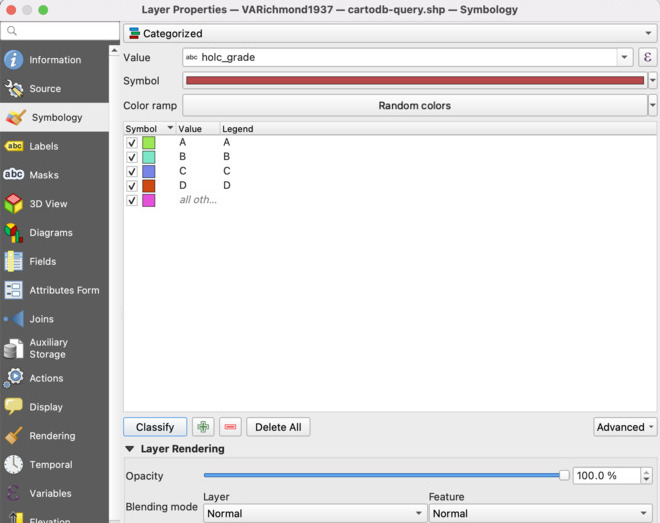 Layer Properties — VARichmond1937 — cartodb-query.shp — Symbology
Information
Source
Symbology
abc Labels
abc Masks
3D View
Diagrams
Fields
Attributes Form
Joins
Auxiliary
Storage
Actions
Display
Rendering
Temporal
ε Variables
Elevation
Categorized
Value abc holc_grade ε
Symbol
Color ramp Random colors
Symbol Value Legend
A A
B B
C C
D D
all oth...
Classify Delete All Advanced
Layer Rendering
Opacity 100.0 %
Layer Feature
Blending mode Normal Normal